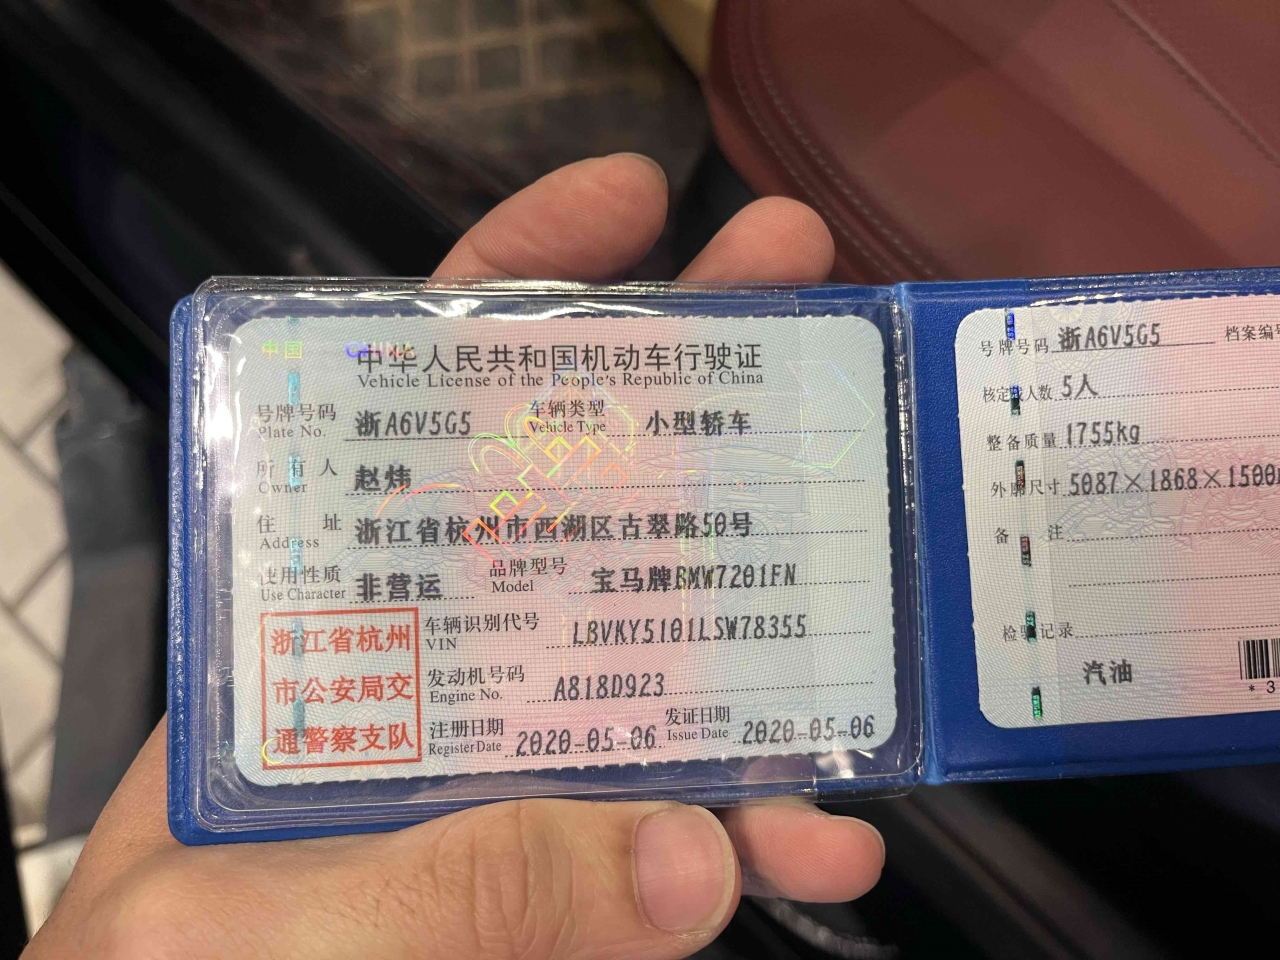 中国 CHINA
中华人民共和国机动车行驶证
Vehicle License of the People's Republic of China
号牌号码 浙A6V5G5 车辆类型 小型轿车
Plate No. Vehicle Type
所有人 赵炜
Owner
住址 浙江省杭州市西湖区古翠路50号
Address
使用性质 非营运 品牌型号 宝马牌BMW7201FN
Use Character Model
浙江省杭州
市公安局交
通警察支队
车辆识别代号 LBVKY5101LSW78355
VIN
发动机号码 A818D923
Engine No.
注册日期 2020-05-06 发证日期 2020-05-06
Register Date Issue Date
号牌号码 浙A6V5G5 档案编号
核定载人数 5人
整备质量 1755kg
外廓尺寸 5087×1868×1500
备注
检验记录
汽油
*3